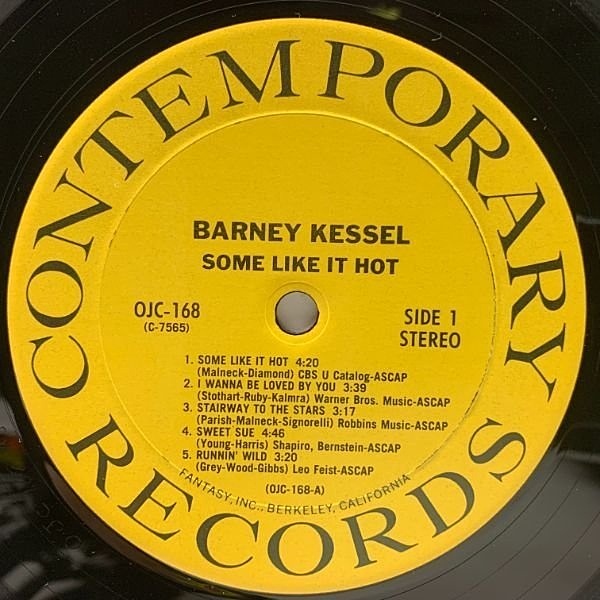 CONTEMPORARY RECORDS
BARNEY KESSEL
SOME LIKE IT HOT
OJC-168
(C-7565)
SIDE 1
STEREO
1. SOME LIKE IT HOT 4:20
(Malneck-Diamond) CBS U Catalog-ASCAP
2. I WANNA BE LOVED BY YOU 3:39
(Stothart-Ruby-Kalmra) Warner Bros. Music-ASCAP
3. STAIRWAY TO THE STARS 3:17
(Parish-Malneck-Signorelli) Robbins Music-ASCAP
4. SWEET SUE 4:46
(Young-Harris) Shapiro, Bernstein-ASCAP
5. RUNNIN' WILD 3:20
(Grey-Wood-Gibbs) Leo Feist-ASCAP
(OJC-168-A)
FANTASY, INC., BERKELEY, CALIFORNIA